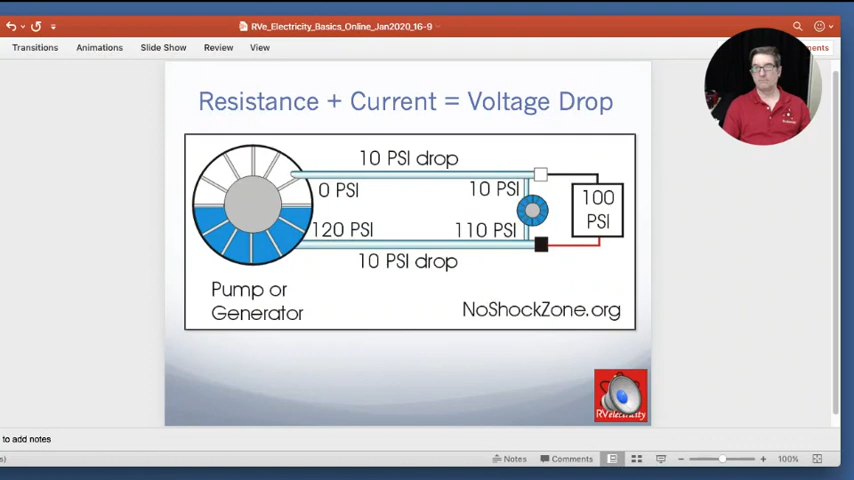 RVe_Electricity_Basics_Online_Jan2020_16-9
Transitions Animations Slide Show Review View
Resistance + Current = Voltage Drop
10 PSI drop
0 PSI
10 PSI
100
PSI
120 PSI
110 PSI
10 PSI drop
Pump or
Generator
NoShockZone.org
RVelectricity
to add notes
Notes Comments 100%